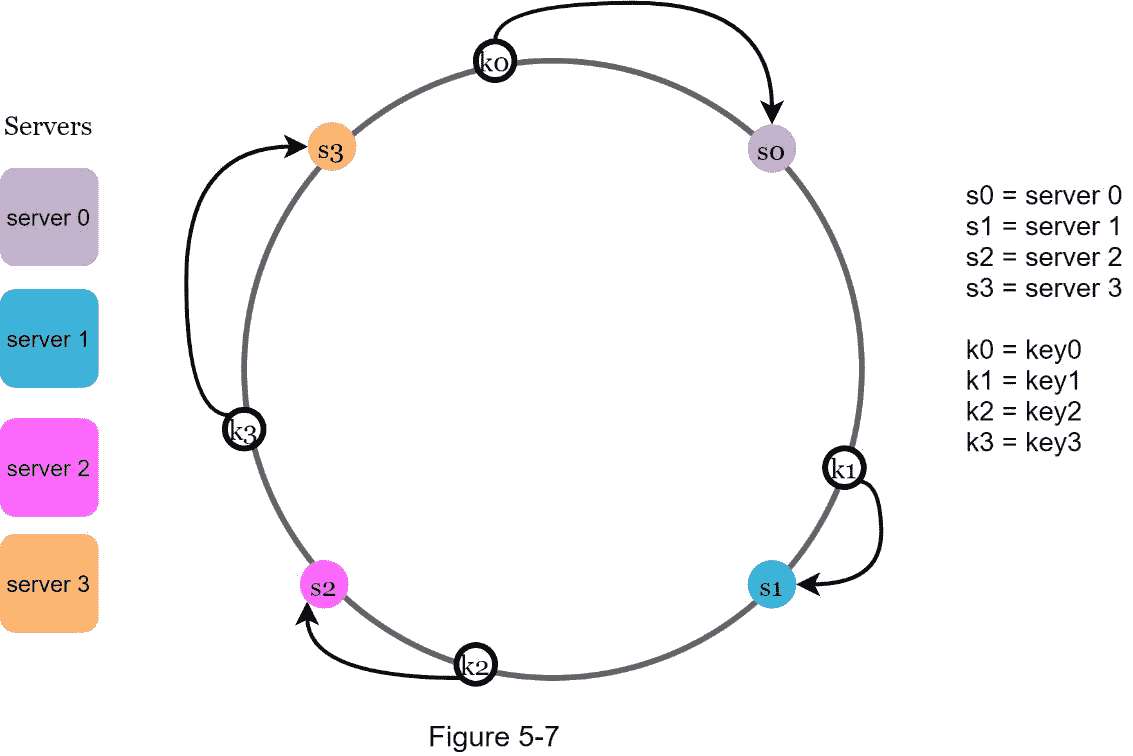 Servers
server 0
server 1
server 2
server 3
k0
s0
s3
k3
k1
s2
s1
k2
s0 = server 0
s1 = server 1
s2 = server 2
s3 = server 3
k0 = key0
k1 = key1
k2 = key2
k3 = key3
Figure 5-7